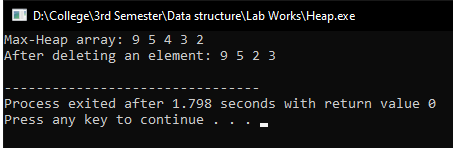 D:\College\3rd Semester\Data structure\Lab Works\Heap.exe
Max-Heap array: 9 5 4 3 2
After deleting an element: 9 5 2 3
--------------------------------
Process exited after 1.798 seconds with return value 0
Press any key to continue . . .